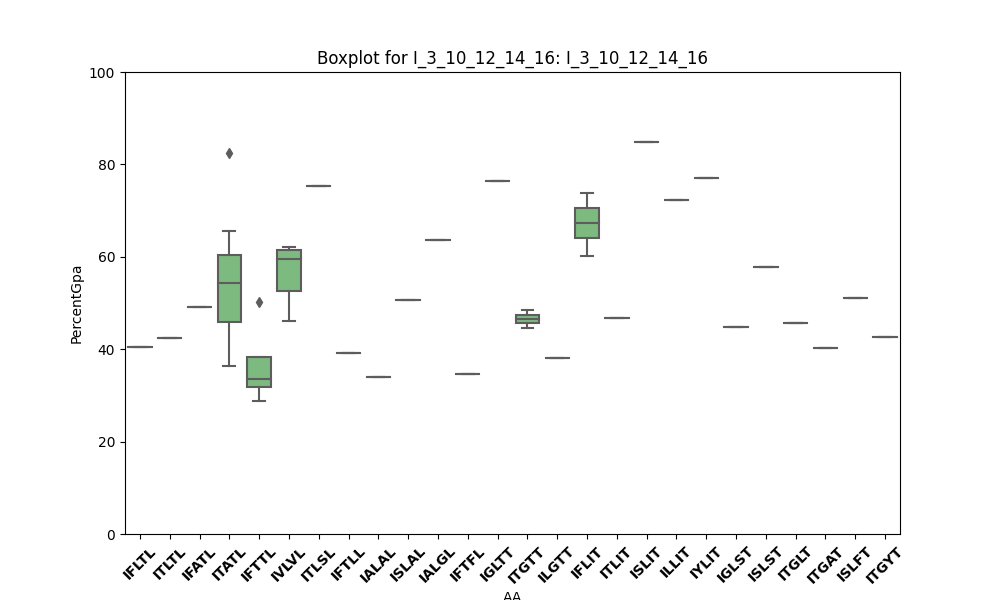 Boxplot for I_3_10_12_14_16: I_3_10_12_14_16
100
80
60
40
20
0
PercentGpa
IFLTL ITLTL IFATL ITATL IFTTL IVLVL ITLSL IFTLL IALAL ISLAL IALGL IFTFL IGLTT ITGTT ILGTT IFLIT ITLIT ISLIT ILLIT IYLIT IGLST ISLST ITGLT ITGAT ISLFT ITGYT
AA